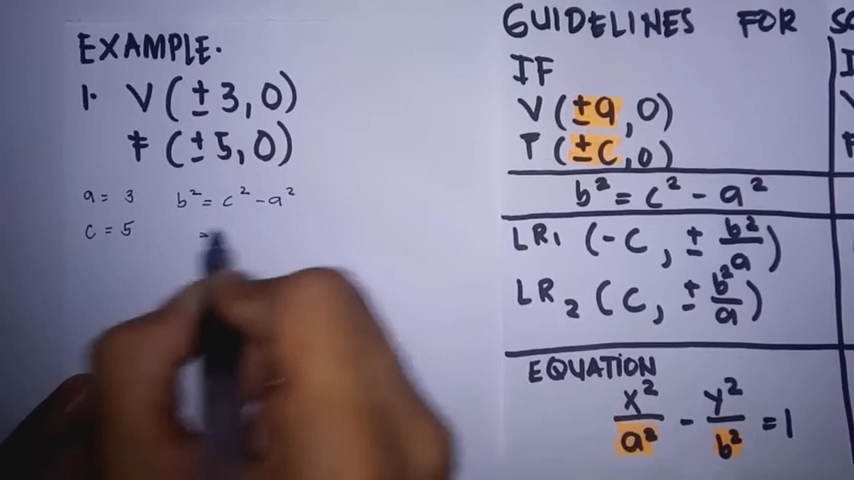 EXAMPLE.
1. V (±3,0)
F (±5,0)
a = 3 b² = c² - a²
c = 5 =
GUIDELINES FOR
IF
V (±a,0)
F (±c,0)
b² = c² - a²
LR₁ (-c, ± b²/a)
LR₂ (c, ± b²/a)
EQUATION
x²/a² - y²/b² = 1